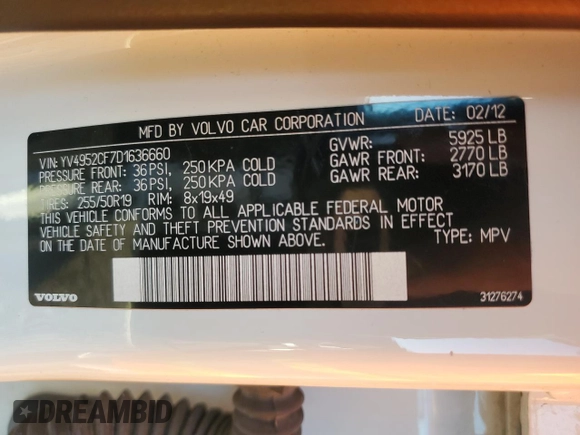 MFD BY VOLVO CAR CORPORATION DATE: 02/12
VIN: YV4952CF7D1636660
PRESSURE FRONT: 36 PSI, 250 KPA COLD
PRESSURE REAR: 36 PSI, 250 KPA COLD
TIRES: 255/50R19 RIM: 8x19x49
GVWR: 5925 LB
GAWR FRONT: 2770 LB
GAWR REAR: 3170 LB
THIS VEHICLE CONFORMS TO ALL APPLICABLE FEDERAL MOTOR
VEHICLE SAFETY AND THEFT PREVENTION STANDARDS IN EFFECT
ON THE DATE OF MANUFACTURE SHOWN ABOVE.
TYPE: MPV
VOLVO
31276274
DREAMBID